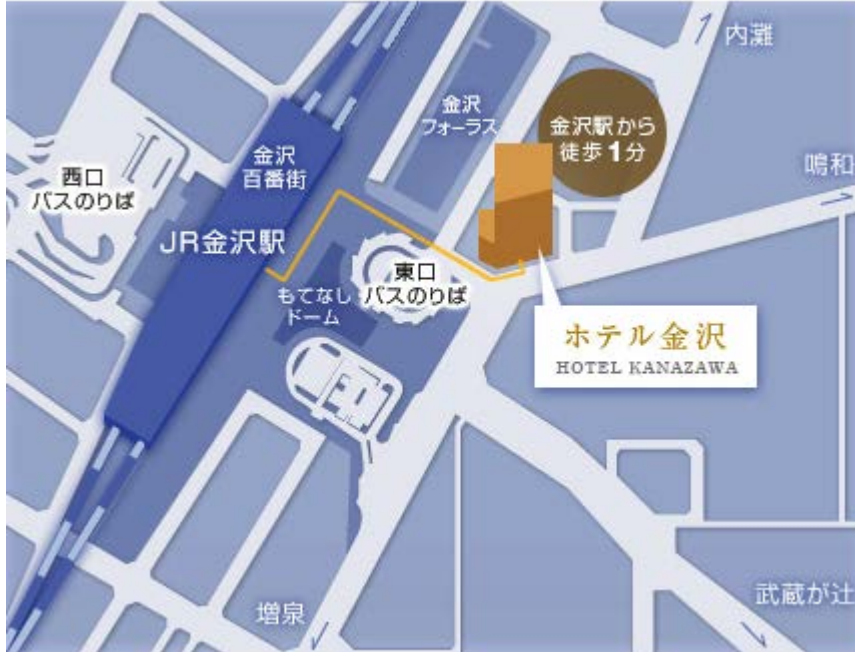 内灘
金沢
フォーラス
金沢駅から
徒歩1分
鳴和
金沢
百番街
西口
バスのりば
JR金沢駅
東口
バスのりば
もてなし
ドーム
ホテル金沢
HOTEL KANAZAWA
武蔵が辻
増泉